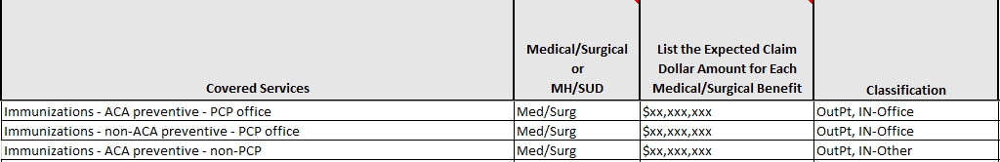 Covered Services
Medical/Surgical
or
MH/SUD
List the Expected Claim
Dollar Amount for Each
Medical/Surgical Benefit
Classification
Immunizations - ACA preventive - PCP office Med/Surg $xx,xxx,xxx OutPt, IN-Office
Immunizations - non-ACA preventive - PCP office Med/Surg $xx,xxx,xxx OutPt, IN-Office
Immunizations - ACA preventive - non-PCP Med/Surg $xx,xxx,xxx OutPt, IN-Other